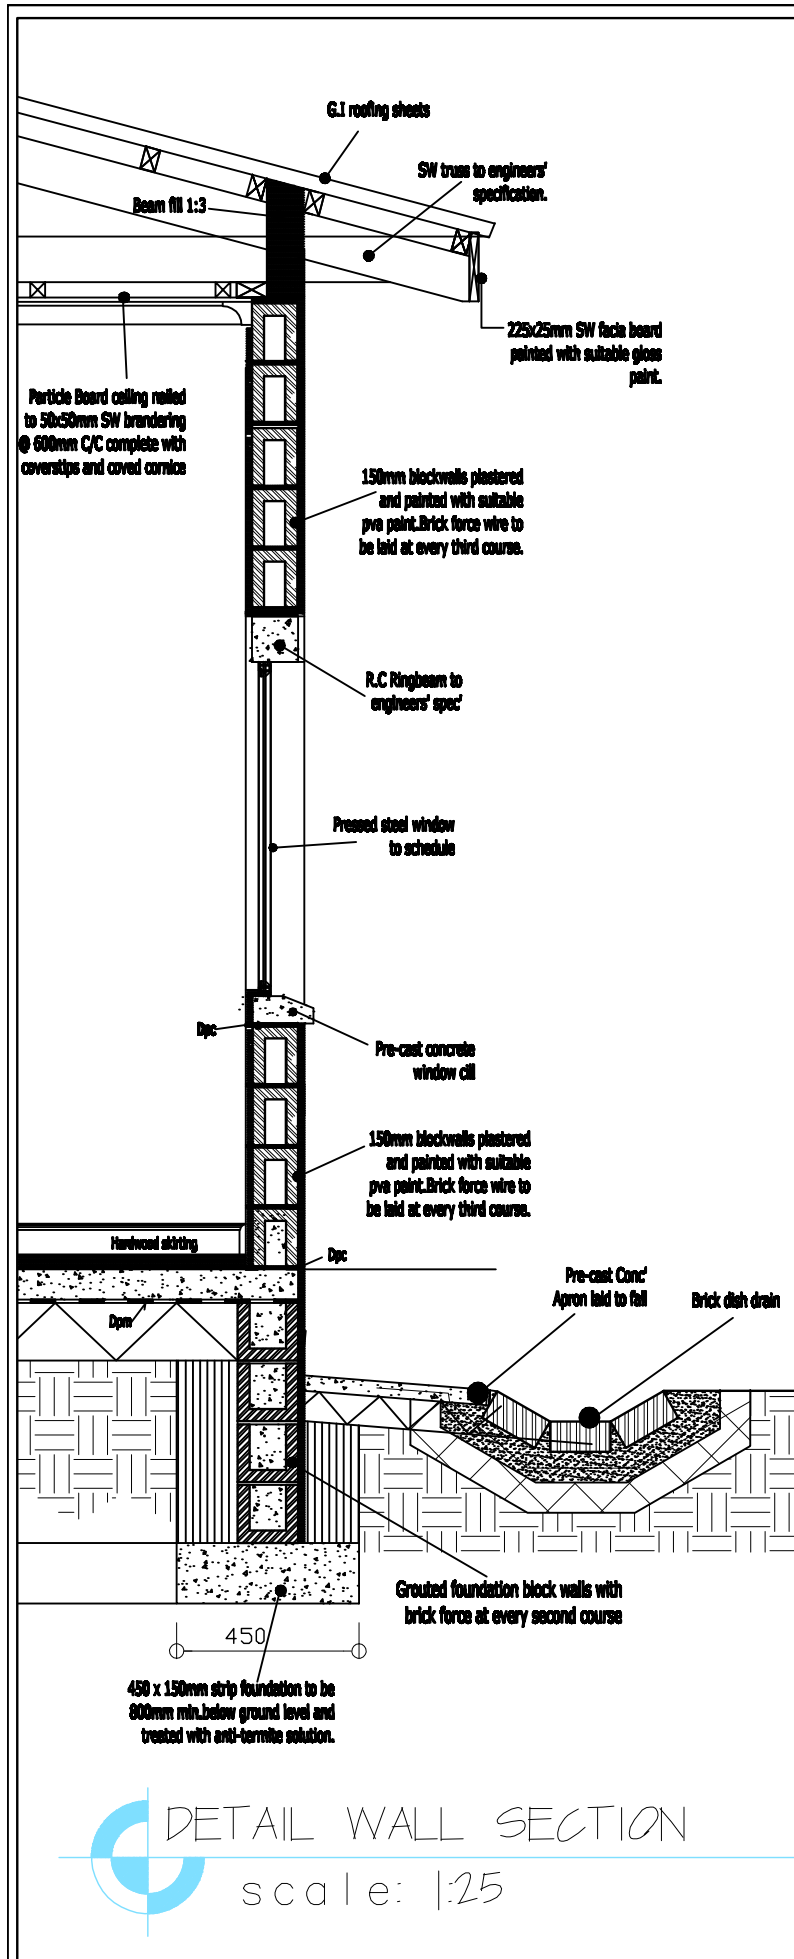 G.I roofing sheets
SW truss to engineers'
specification.
Beam fill 1:3
225x25mm SW facia board
painted with suitable gloss
paint.
Particle Board ceiling nailed
to 50x50mm SW brandering
@ 600mm C/C complete with
coverstips and coved cornice
150mm blockwalls plastered
and painted with suitable
pva paint.Brick force wire to
be laid at every third course.
R.C Ringbeam to
engineers' spec'
Pressed steel window
to schedule
Dpc
Pre-cast concrete
window cill
150mm blockwalls plastered
and painted with suitable
pva paint.Brick force wire to
be laid at every third course.
Hardwood skirting
Dpc
Pre-cast Conc'
Apron laid to fall
Brick dish drain
Dpm
Grouted foundation block walls with
brick force at every second course
450
450 x 150mm strip foundation to be
800mm min.below ground level and
treated with anti-termite solution.
DETAIL WALL SECTION
scale: 1:25